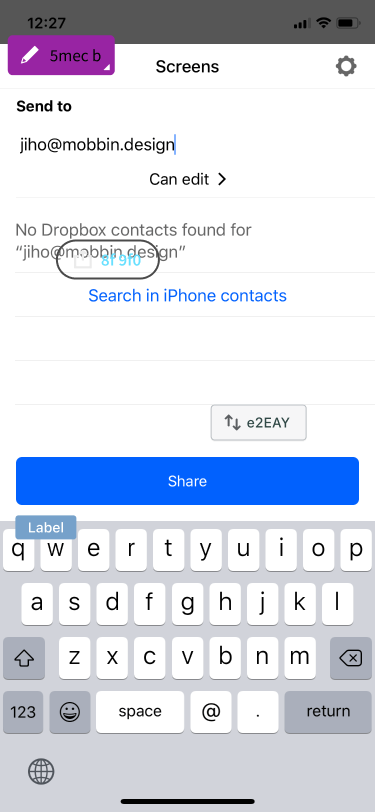 12:27
5mec b
Screens
Send to
jiho@mobbin.design
Can edit
No Dropbox contacts found for
“jiho@mobbin.design”
8f 9f0
Search in iPhone contacts
e2EAY
Share
Label
q w e r t y u i o p
a s d f g h j k l
z x c v b n m
123 space @ . return